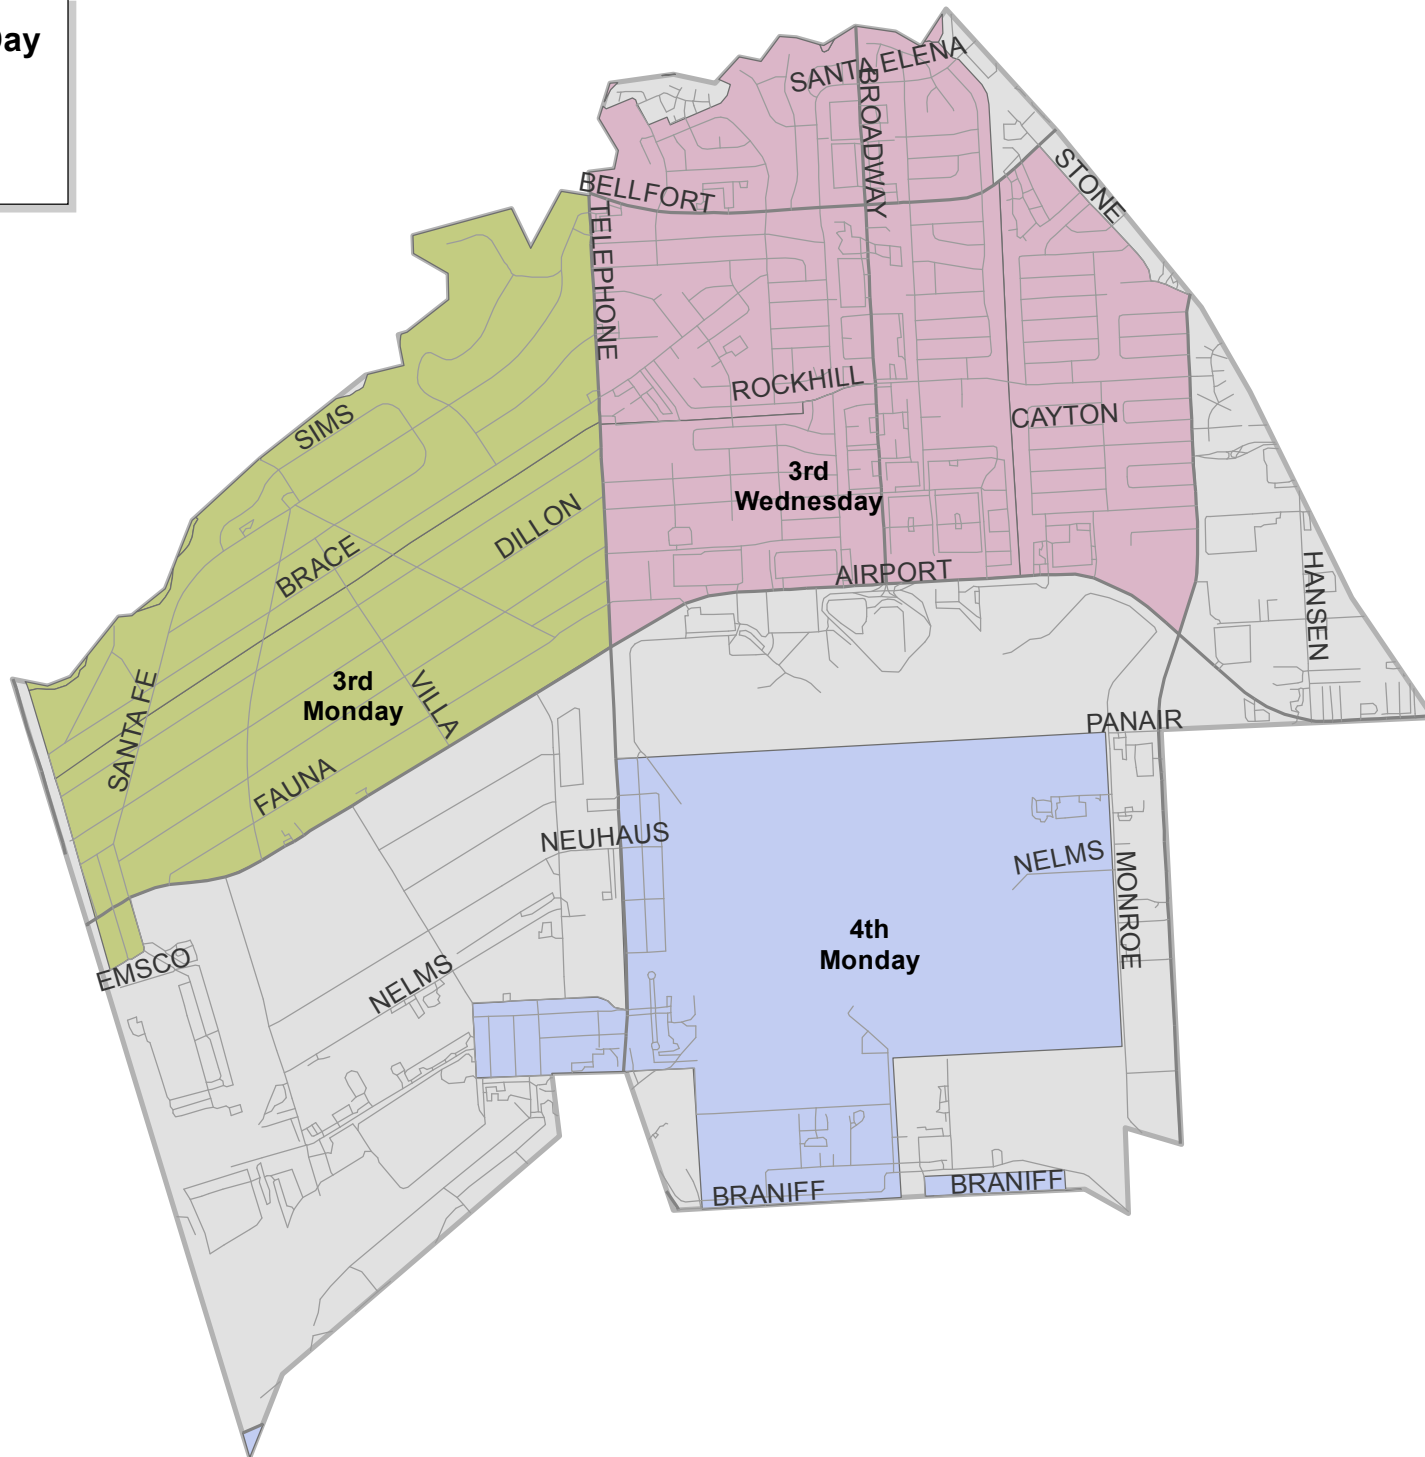 SANTA ELENA
BROADWAY
STONE
BELLFORT
TELEPHONE
ROCKHILL
CAYTON
SIMS
3rd
Wednesday
DILLON
BRACE
AIRPORT
HANSEN
SANTA FE
3rd
Monday
VILLA
PANAIR
FAUNA
NEUHAUS
NELMS
MONROE
4th
Monday
EMSCO
NELMS
BRANIFF
BRANIFF